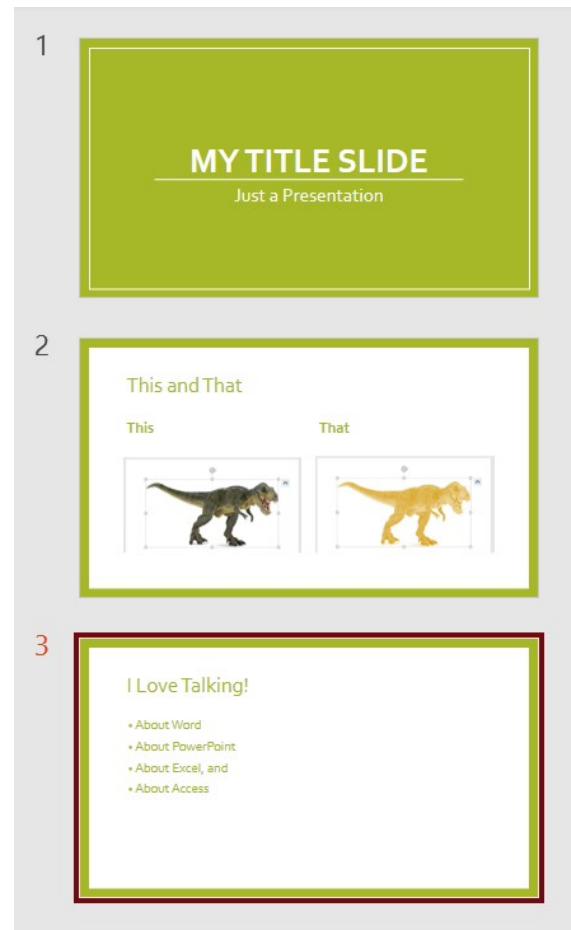 1
MY TITLE SLIDE
Just a Presentation
2
This and That
This That
3
I Love Talking!
• About Word
• About PowerPoint
• About Excel, and
• About Access